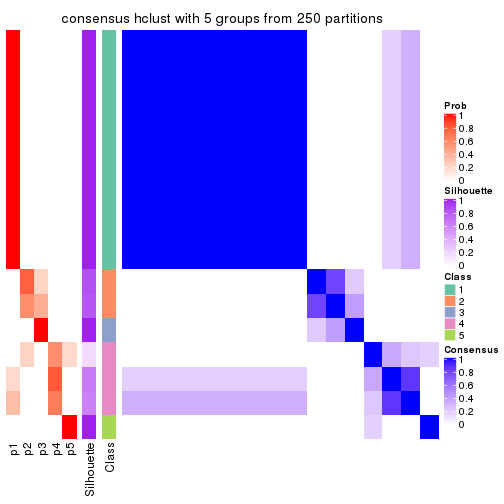 consensus hclust with 5 groups from 250 partitions
Prob
1
0.8
0.6
0.4
0.2
0
Silhouette
1
0.8
0.6
0.4
0.2
0
Class
1
2
3
4
5
Consensus
1
0.8
0.6
0.4
0.2
0
p1
p2
p3
p4
p5
Silhouette
Class